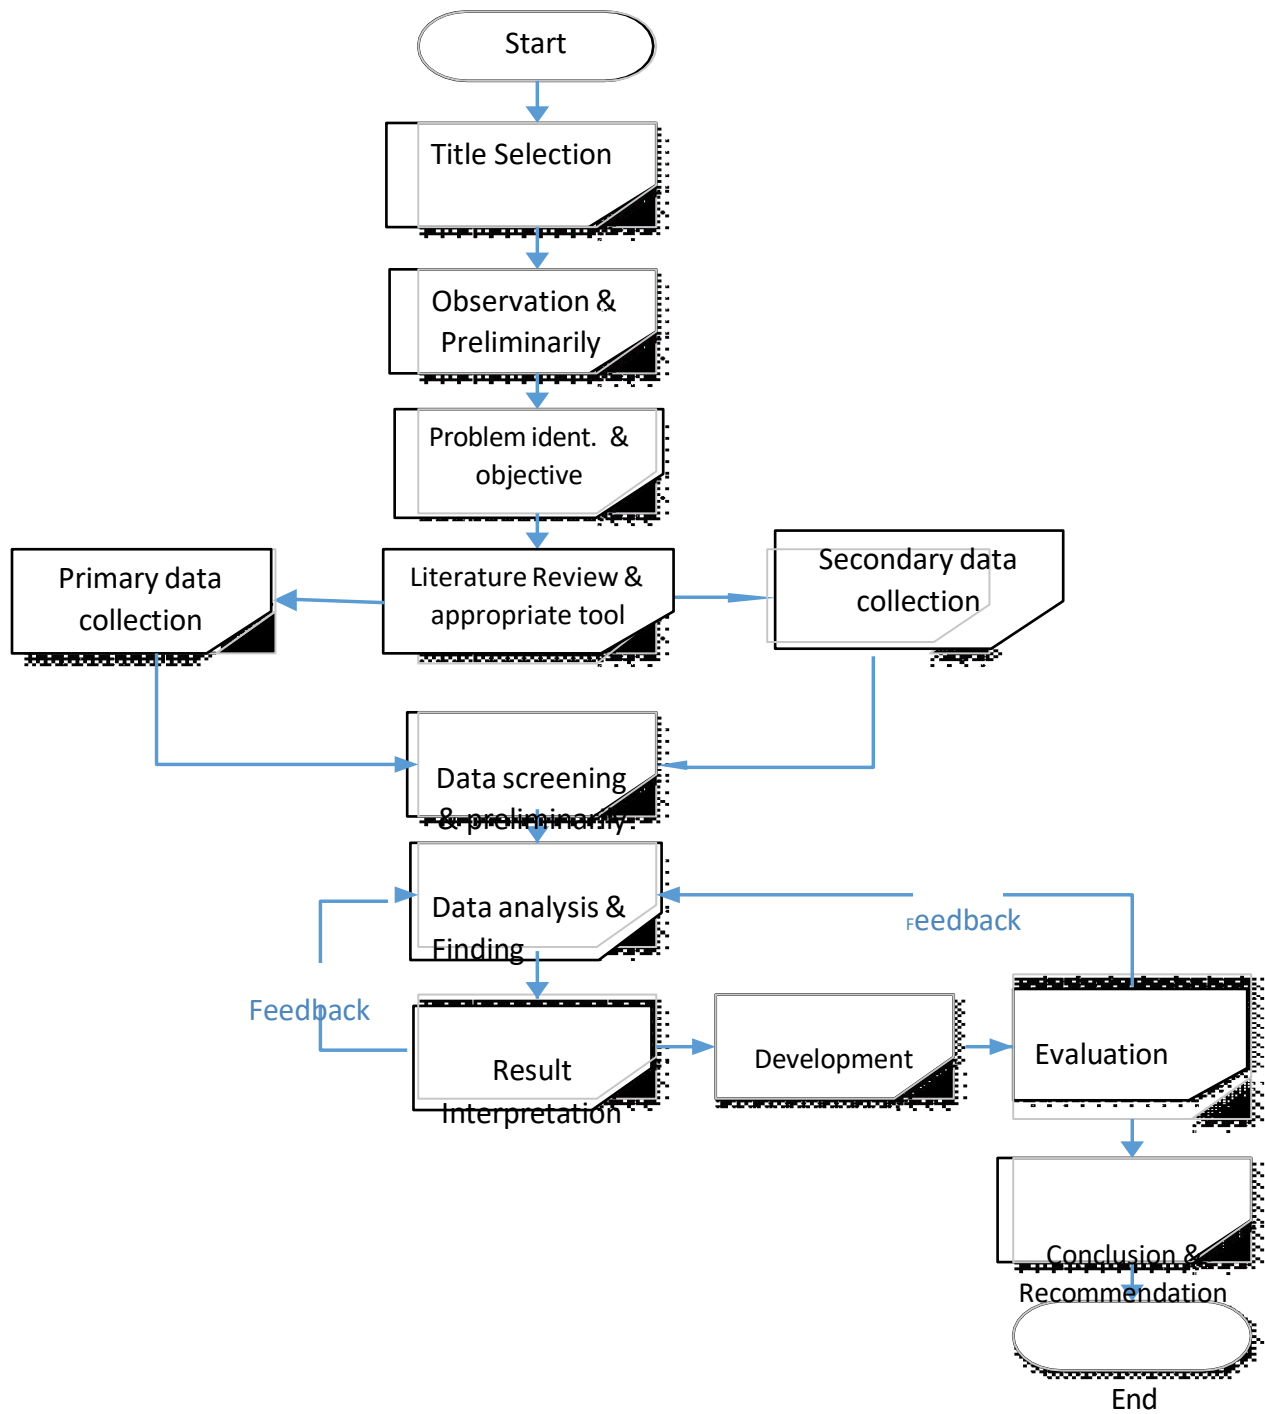 Start
Title Selection
Observation &
Preliminarily
Problem ident. &
objective
Primary data
collection
Literature Review &
appropriate tool
Secondary data
collection
Data screening
& preliminarily
Data analysis &
Finding
Feedback
Feedback
Result
Interpretation
Development
Evaluation
Conclusion &
Recommendation
End